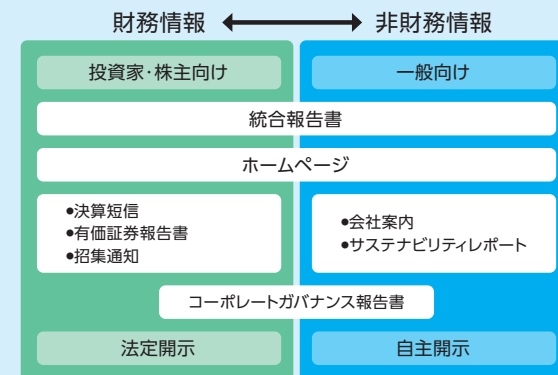 財務情報 ⟷ 非財務情報
投資家・株主向け
一般向け
統合報告書
ホームページ
●決算短信
●有価証券報告書
●招集通知
●会社案内
●サステナビリティレポート
コーポレートガバナンス報告書
法定開示
自主開示